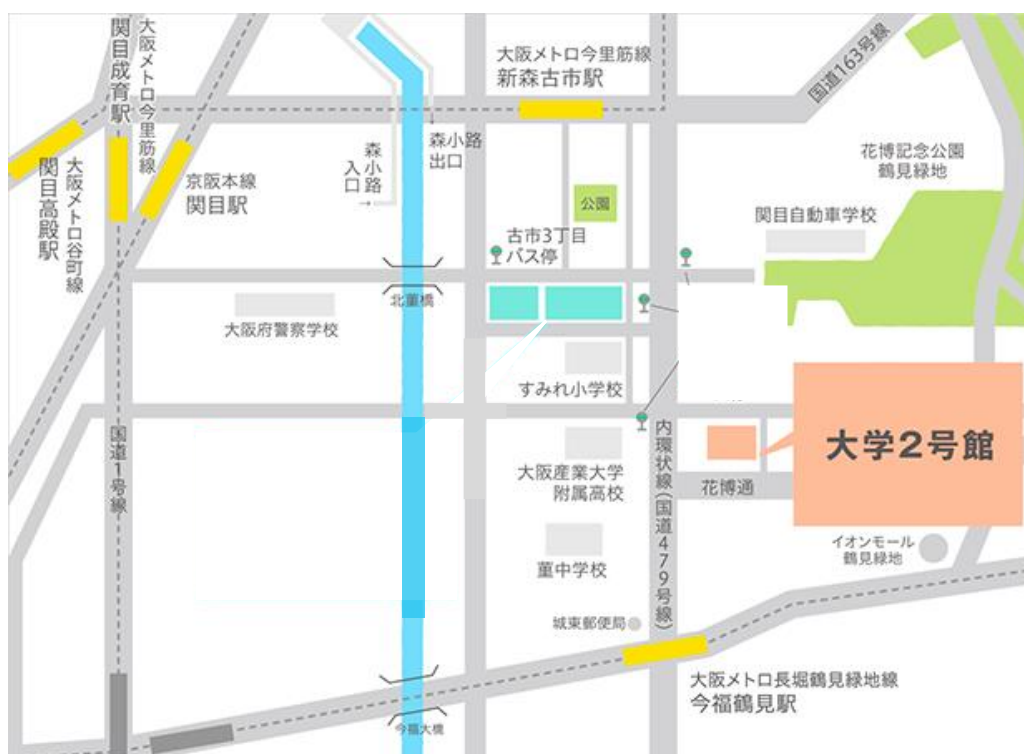 関目成育駅
大阪メトロ今里筋線
大阪メトロ今里筋線
新森古市駅
国道163号線
森小路
出口
森小路
入口
花博記念公園
鶴見緑地
京阪本線
関目駅
大阪メトロ谷町線
関目高殿駅
公園
関目自動車学校
古市3丁目
バス停
北菫橋
大阪府警察学校
すみれ小学校
国道1号線
内環状線(国道479号線)
大学2号館
大阪産業大学
附属高校
花博通
イオンモール
鶴見緑地
菫中学校
城東郵便局
大阪メトロ長堀鶴見緑地線
今福鶴見駅
今福大橋